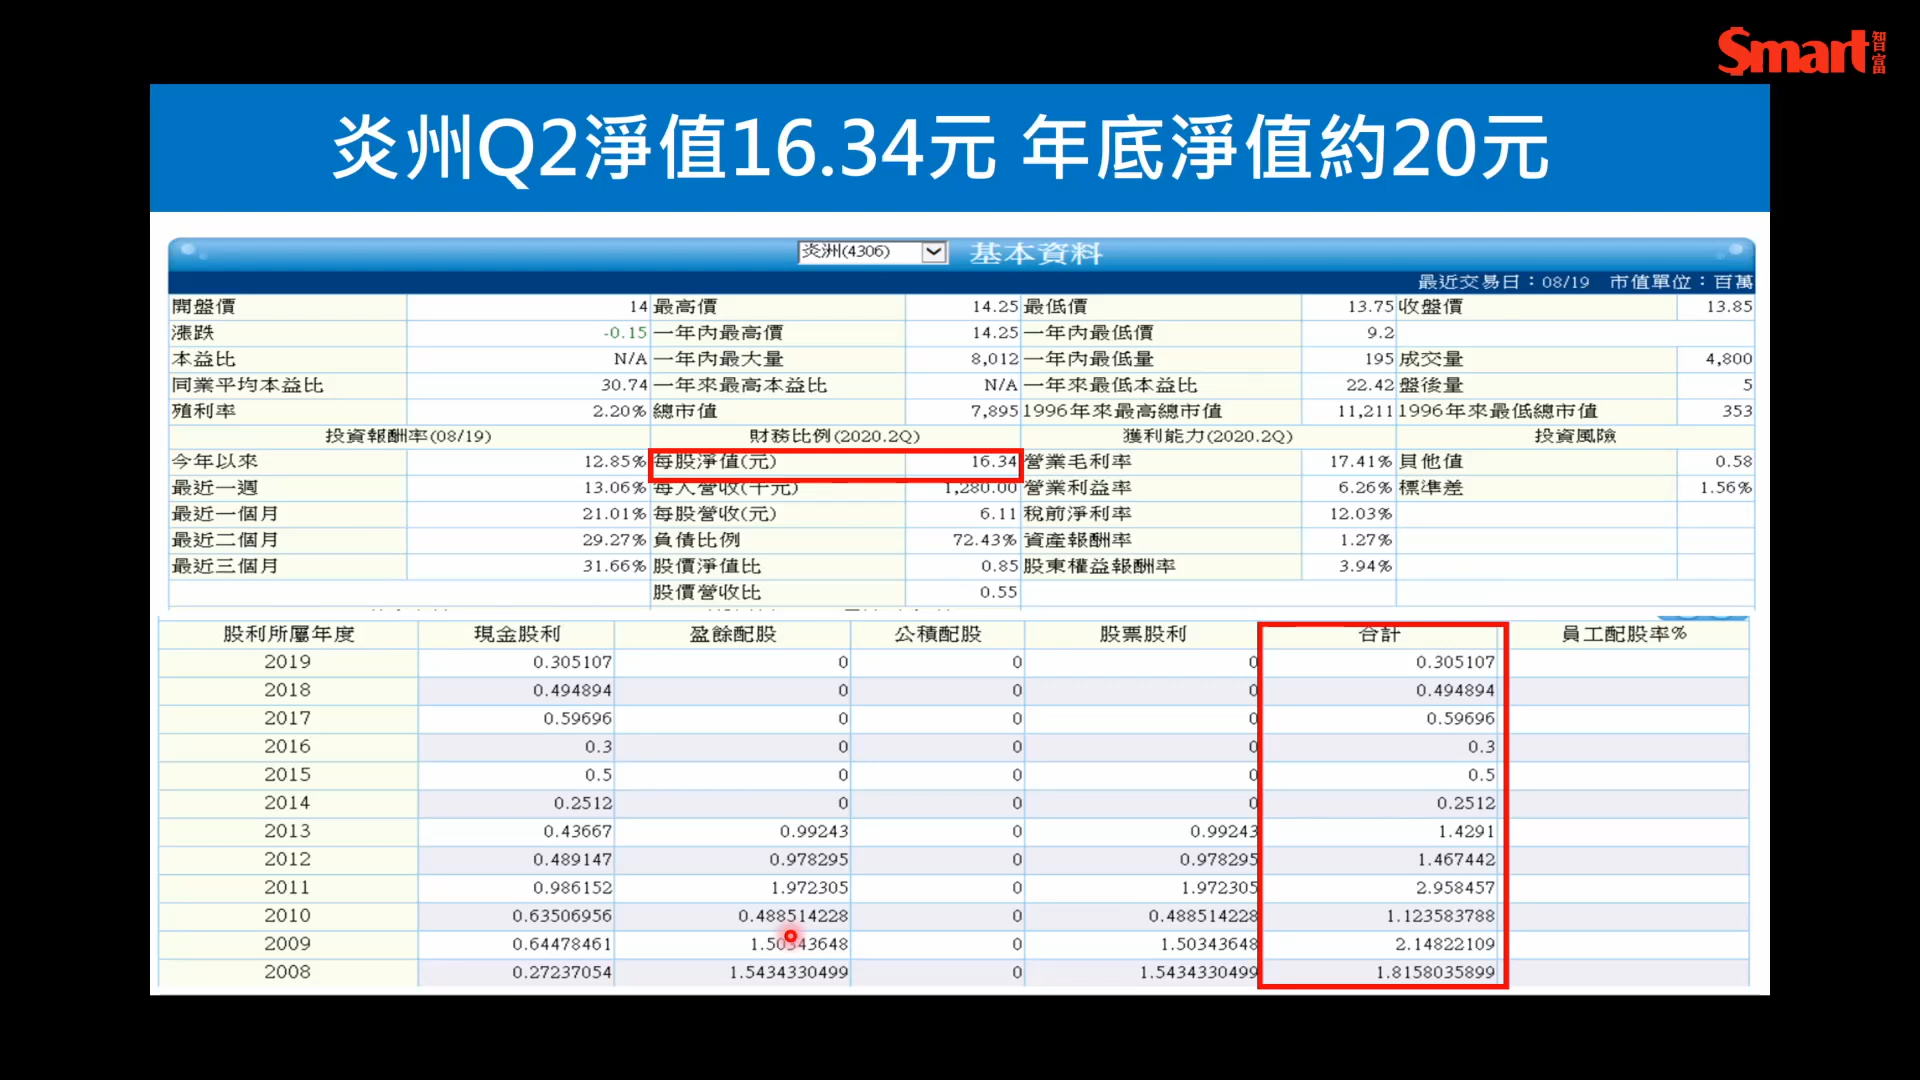 Smart智富
炎州Q2淨值16.34元 年底淨值約20元
炎洲(4306) 基本資料
最近交易日：08/19 市值單位：百萬
開盤價 14 最高價 14.25 最低價 13.75 收盤價 13.85
漲跌 -0.15 一年內最高價 14.25 一年內最低價 9.2
本益比 N/A 一年內最大量 8,012 一年內最低量 195 成交量 4,800
同業平均本益比 30.74 一年來最高本益比 N/A 一年來最低本益比 22.42 盤後量 5
殖利率 2.20% 總市值 7,895 1996年來最高總市值 11,211 1996年來最低總市值 353
投資報酬率(08/19) 財務比例(2020.2Q) 獲利能力(2020.2Q) 投資風險
今年以來 12.85% 每股淨值(元) 16.34 營業毛利率 17.41% 貝他值 0.58
最近一週 13.06% 每人營收(千元) 1,280.00 營業利益率 6.26% 標準差 1.56%
最近一個月 21.01% 每股營收(元) 6.11 稅前淨利率 12.03%
最近二個月 29.27% 負債比例 72.43% 資產報酬率 1.27%
最近三個月 31.66% 股價淨值比 0.85 股東權益報酬率 3.94%
股價營收比 0.55
股利所屬年度 現金股利 盈餘配股 公積配股 股票股利 合計 員工配股率%
2019 0.305107 0 0 0 0.305107
2018 0.494894 0 0 0 0.494894
2017 0.59696 0 0 0 0.59696
2016 0.3 0 0 0 0.3
2015 0.5 0 0 0 0.5
2014 0.2512 0 0 0 0.2512
2013 0.43667 0.99243 0 0.99243 1.4291
2012 0.489147 0.978295 0 0.978295 1.467442
2011 0.986152 1.972305 0 1.972305 2.958457
2010 0.63506956 0.488514228 0 0.488514228 1.123583788
2009 0.64478461 1.50343648 0 1.50343648 2.14822109
2008 0.27237054 1.5434330499 0 1.5434330499 1.8158035899